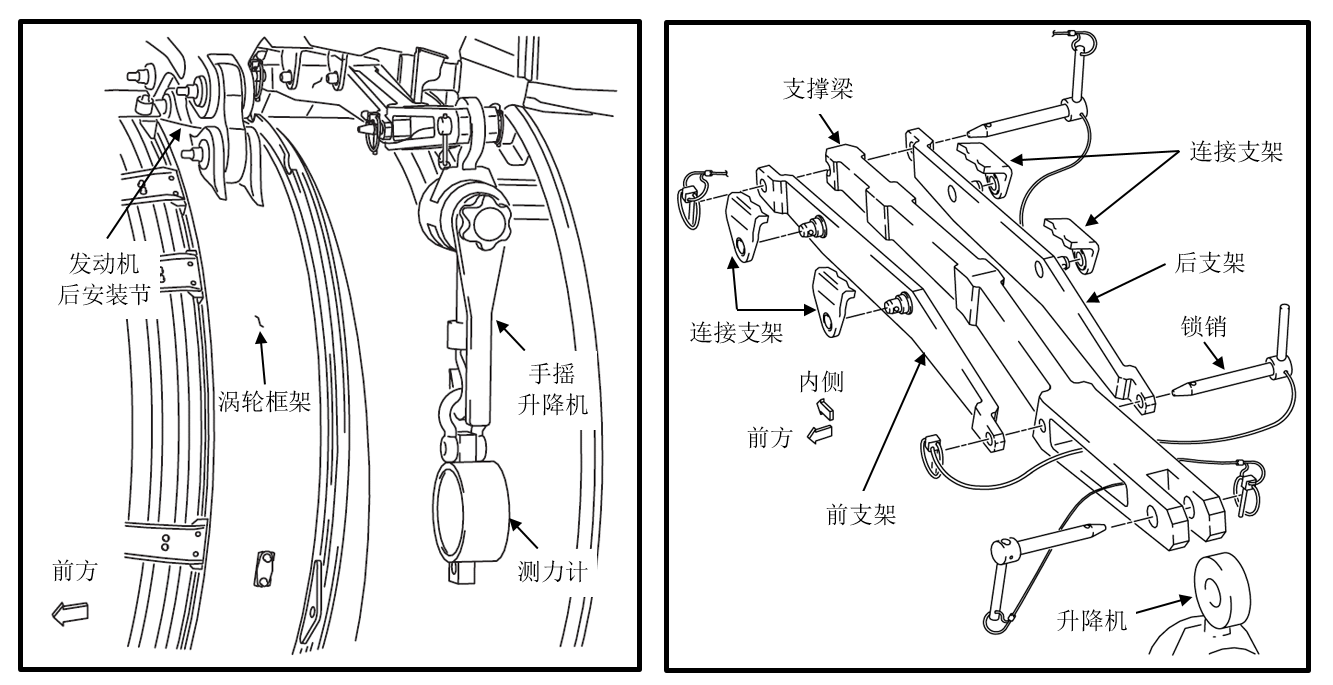 发动机
后安装节
涡轮框架
手摇
升降机
测力计
前方
支撑梁
连接支架
后支架
锁销
连接支架
内侧
前方
前支架
升降机